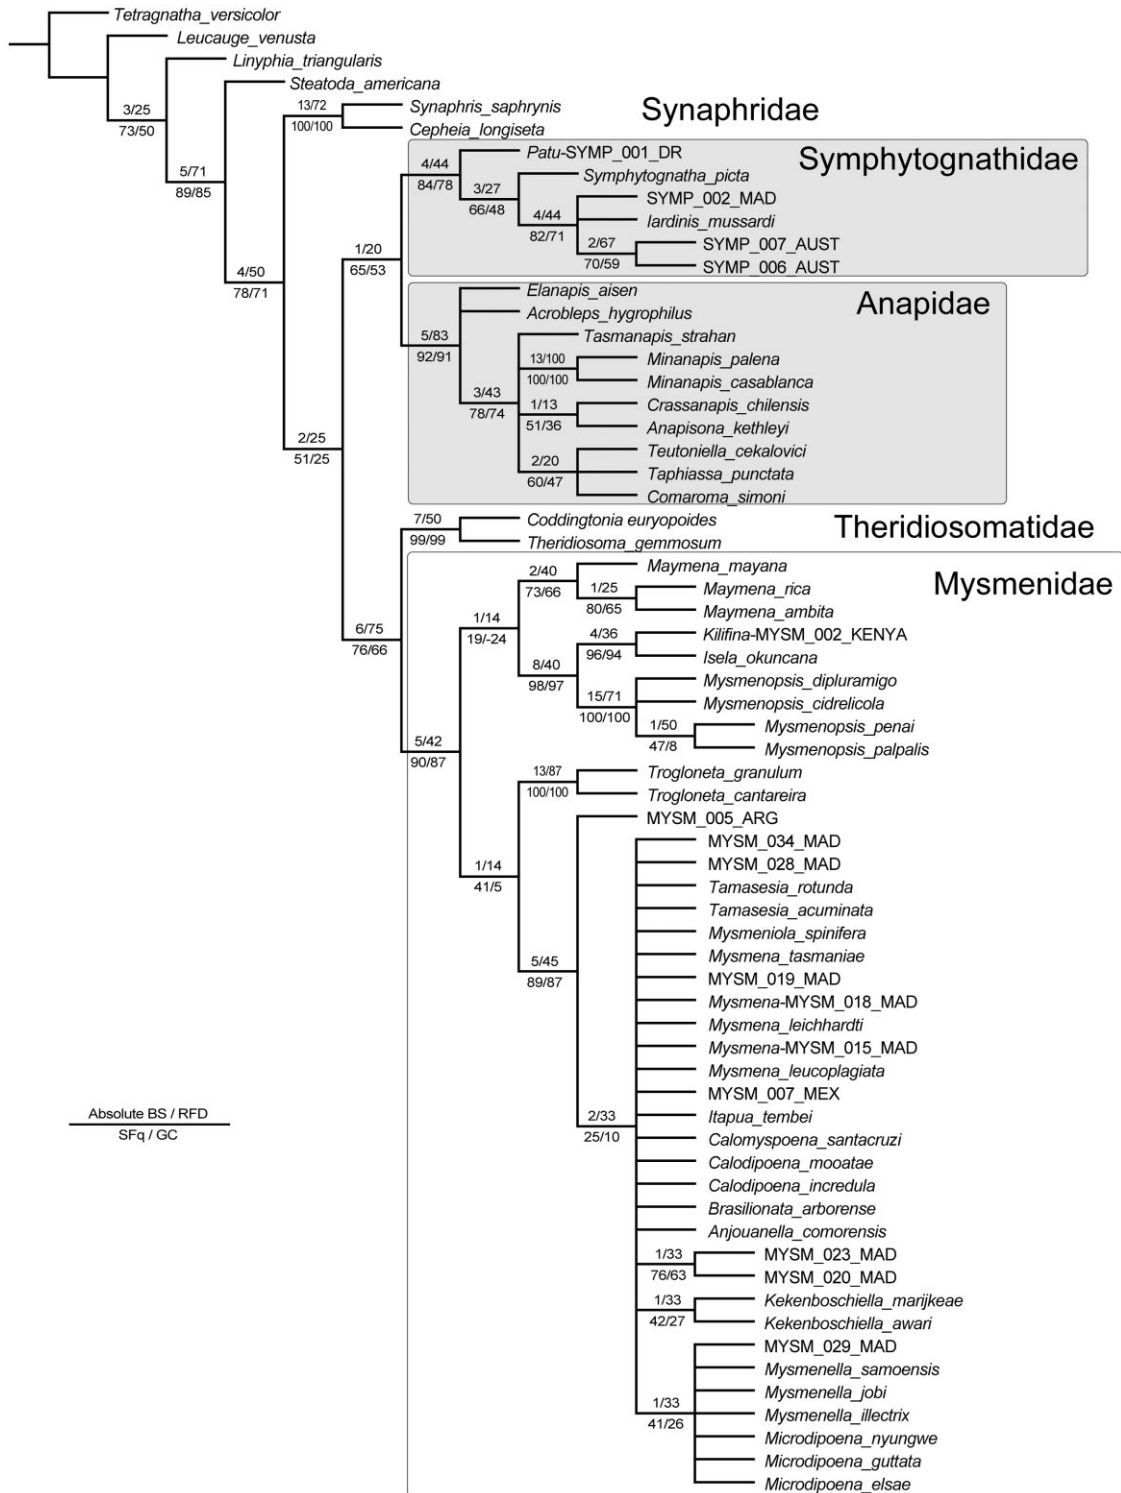 Tetragnatha_versicolor
Leucauge_venusta
Linyphia_triangularis
3/25
73/50
Steatoda_americana
5/71
89/85
13/72
100/100
Synaphris_saphrynis
Cepheia_longiseta
Synaphridae
Symphytognathidae
4/44
84/78
Patu-SYMP_001_DR
3/27
66/48
Symphytognatha_picta
4/44
82/71
SYMP_002_MAD
Iardinis_mussardi
2/67
70/59
SYMP_007_AUST
SYMP_006_AUST
1/20
65/53
4/50
78/71
Anapidae
5/83
92/91
Elanapis_aisen
Acrobleps_hygrophilus
Tasmanapis_strahan
13/100
100/100
Minanapis_palena
Minanapis_casablanca
3/43
78/74
1/13
51/36
Crassanapis_chilensis
Anapisona_kethleyi
2/20
60/47
Teutoniella_cekalovici
Taphiassa_punctata
Comaroma_simoni
2/25
51/25
7/50
99/99
Coddingtonia euryopoides
Theridiosoma_gemmosum
Theridiosomatidae
Mysmenidae
2/40
73/66
Maymena_mayana
1/25
80/65
Maymena_rica
Maymena_ambita
1/14
19/-24
6/75
76/66
4/36
96/94
Kilifina-MYSM_002_KENYA
Isela_okuncana
8/40
98/97
15/71
100/100
Mysmenopsis_dipluramigo
Mysmenopsis_cidrelicola
1/50
47/8
Mysmenopsis_penai
Mysmenopsis_palpalis
5/42
90/87
13/87
100/100
Trogloneta_granulum
Trogloneta_cantareira
MYSM_005_ARG
1/14
41/5
MYSM_034_MAD
MYSM_028_MAD
Tamasesia_rotunda
Tamasesia_acuminata
Mysmeniola_spinifera
Mysmena_tasmaniae
5/45
89/87
MYSM_019_MAD
Mysmena-MYSM_018_MAD
Mysmena_leichhardti
Mysmena-MYSM_015_MAD
Mysmena_leucoplagiata
MYSM_007_MEX
2/33
25/10
Itapua_tembei
Calomyspoena_santacruzi
Calodipoena_mooatae
Calodipoena_incredula
Brasilionata_arborense
Anjouanella_comorensis
1/33
76/63
MYSM_023_MAD
MYSM_020_MAD
1/33
42/27
Kekenboschiella_marijkeae
Kekenboschiella_awari
MYSM_029_MAD
Mysmenella_samoensis
Mysmenella_jobi
1/33
41/26
Mysmenella_illectrix
Microdipoena_nyungwe
Microdipoena_guttata
Microdipoena_elsae
Absolute BS / RFD
SFq / GC